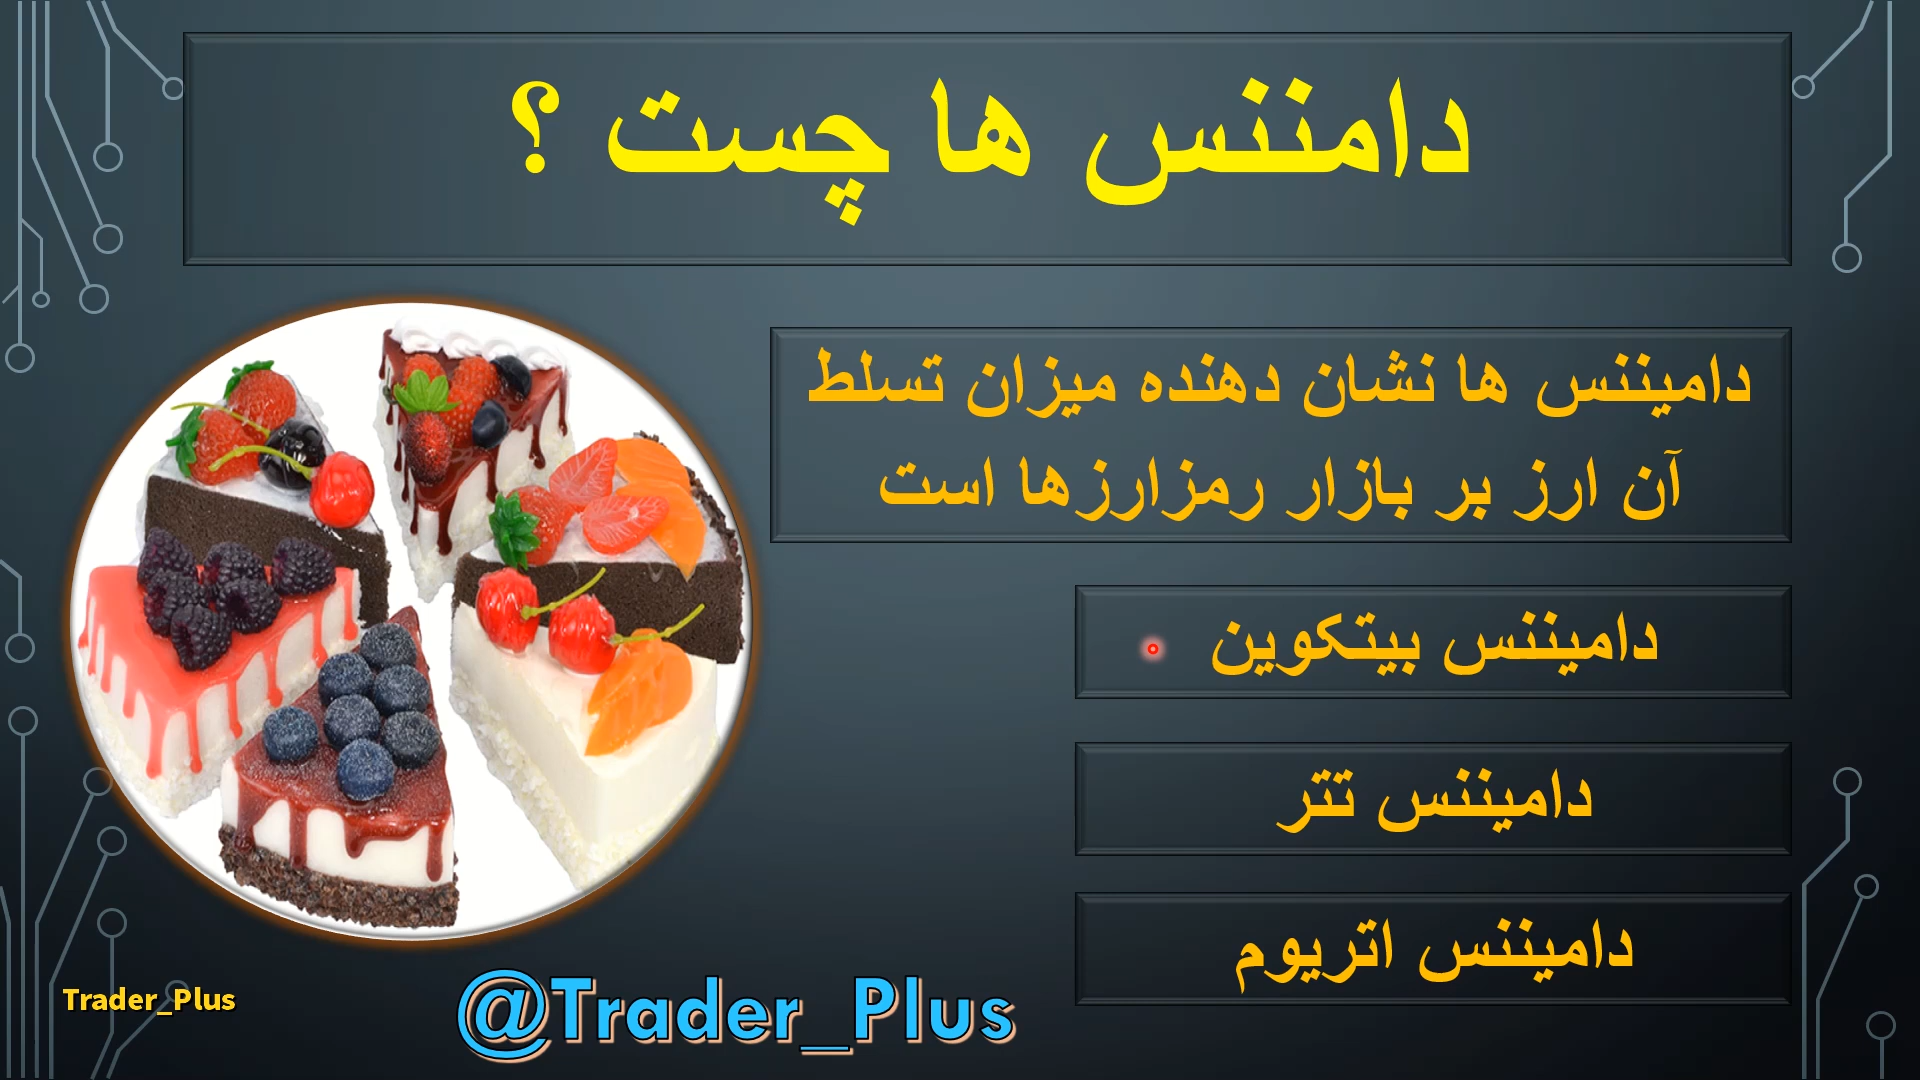 دامننس ها چست ؟
دامیننس ها نشان دهنده میزان تسلط
آن ارز بر بازار رمزارزها است
دامیننس بیتکوین
دامیننس تتر
دامیننس اتریوم
Trader_Plus
@Trader_Plus